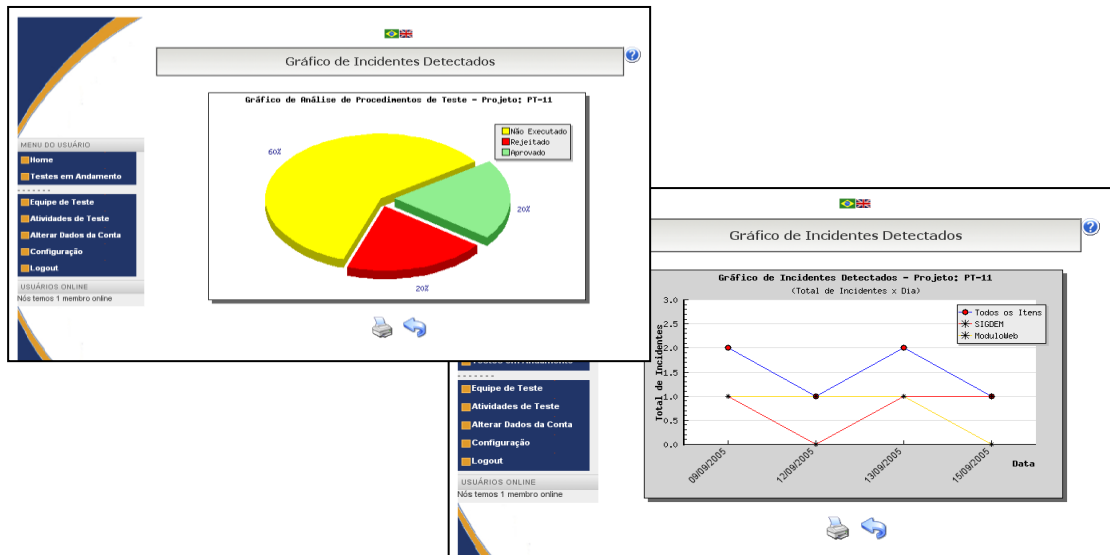 Gráfico de Incidentes Detectados
?
MENU DO USUÁRIO
Home
Testes em Andamento
Equipe de Teste
Atividades de Teste
Alterar Dados da Conta
Configuração
Logout
USUÁRIOS ONLINE
Nós temos 1 membro online
Gráfico de Análise de Procedimentos de Teste - Projeto: PT-11
Não Executado
Rejeitado
Aprovado
60%
20%
20%
Gráfico de Incidentes Detectados
?
Equipe de Teste
Atividades de Teste
Alterar Dados da Conta
Configuração
Logout
USUÁRIOS ONLINE
Nós temos 1 membro online
Gráfico de Incidentes Detectados - Projeto: PT-11
(Total de Incidentes x Dia)
Todos os Itens
SIGDEM
ModuloWeb
Total de Incidentes
3.0
2.5
2.0
1.5
1.0
0.5
0.0
09/09/2005
12/09/2005
13/09/2005
15/09/2005
Data